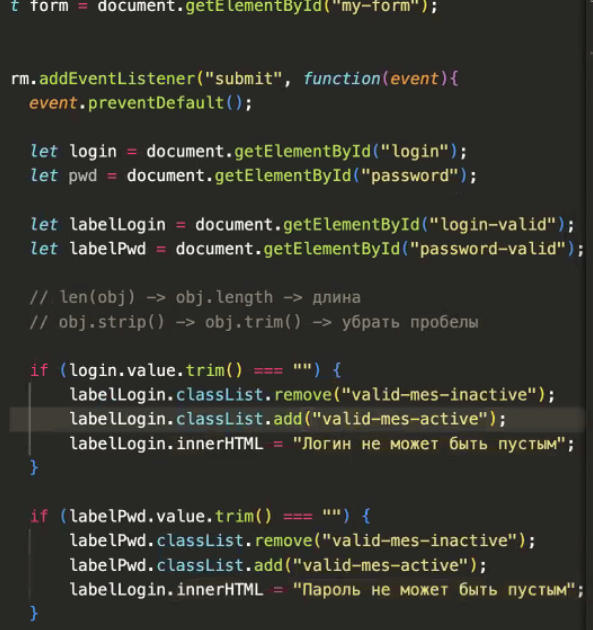 t form = document.getElementById("my-form");
rm.addEventListener("submit", function(event){
event.preventDefault();
let login = document.getElementById("login");
let pwd = document.getElementById("password");
let labelLogin = document.getElementById("login-valid");
let labelPwd = document.getElementById("password-valid");
// len(obj) -> obj.length -> длина
// obj.strip() -> obj.trim() -> убрать пробелы
if (login.value.trim() === "") {
labelLogin.classList.remove("valid-mes-inactive");
labelLogin.classList.add("valid-mes-active");
labelLogin.innerHTML = "Логин не может быть пустым";
}
if (labelPwd.value.trim() === "") {
labelPwd.classList.remove("valid-mes-inactive");
labelPwd.classList.add("valid-mes-active");
labelLogin.innerHTML = "Пароль не может быть пустым";
}